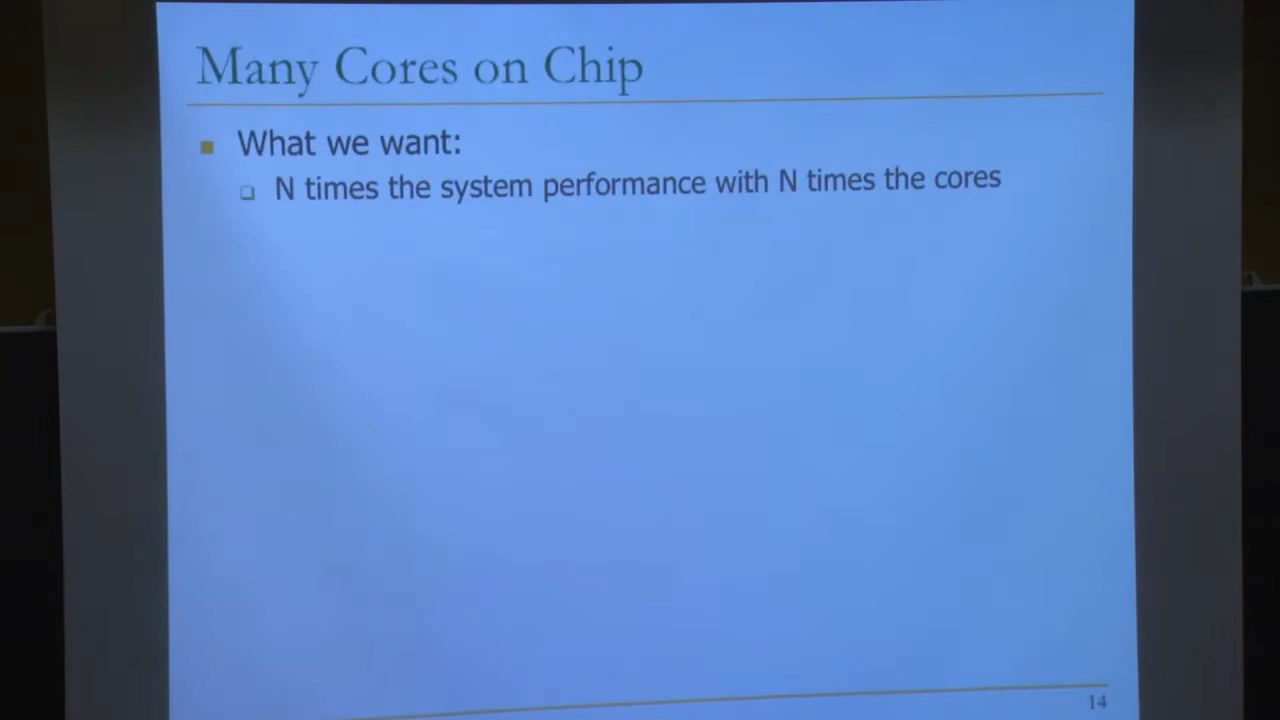 Many Cores on Chip
What we want:
N times the system performance with N times the cores
14